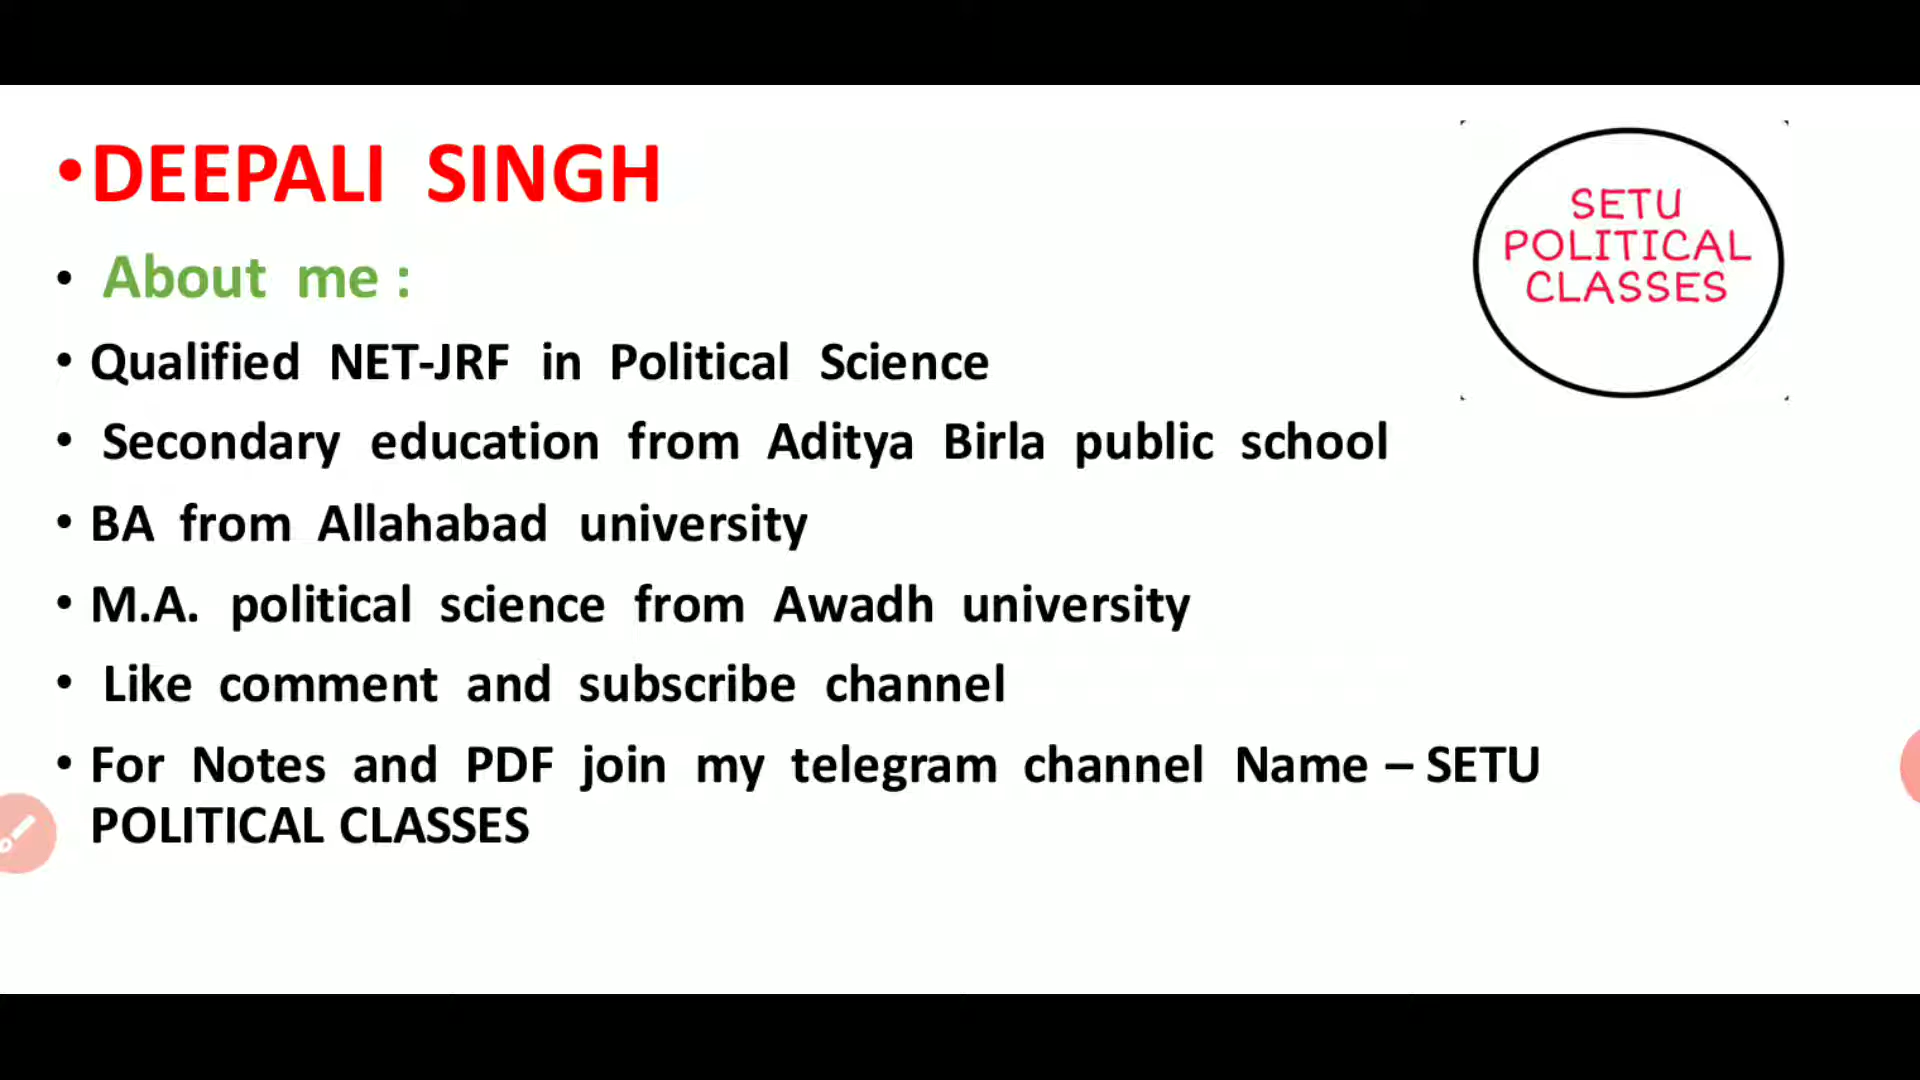 •DEEPALI SINGH
• About me :
• Qualified NET-JRF in Political Science
• Secondary education from Aditya Birla public school
• BA from Allahabad university
• M.A. political science from Awadh university
• Like comment and subscribe channel
• For Notes and PDF join my telegram channel Name – SETU
POLITICAL CLASSES
SETU
POLITICAL
CLASSES